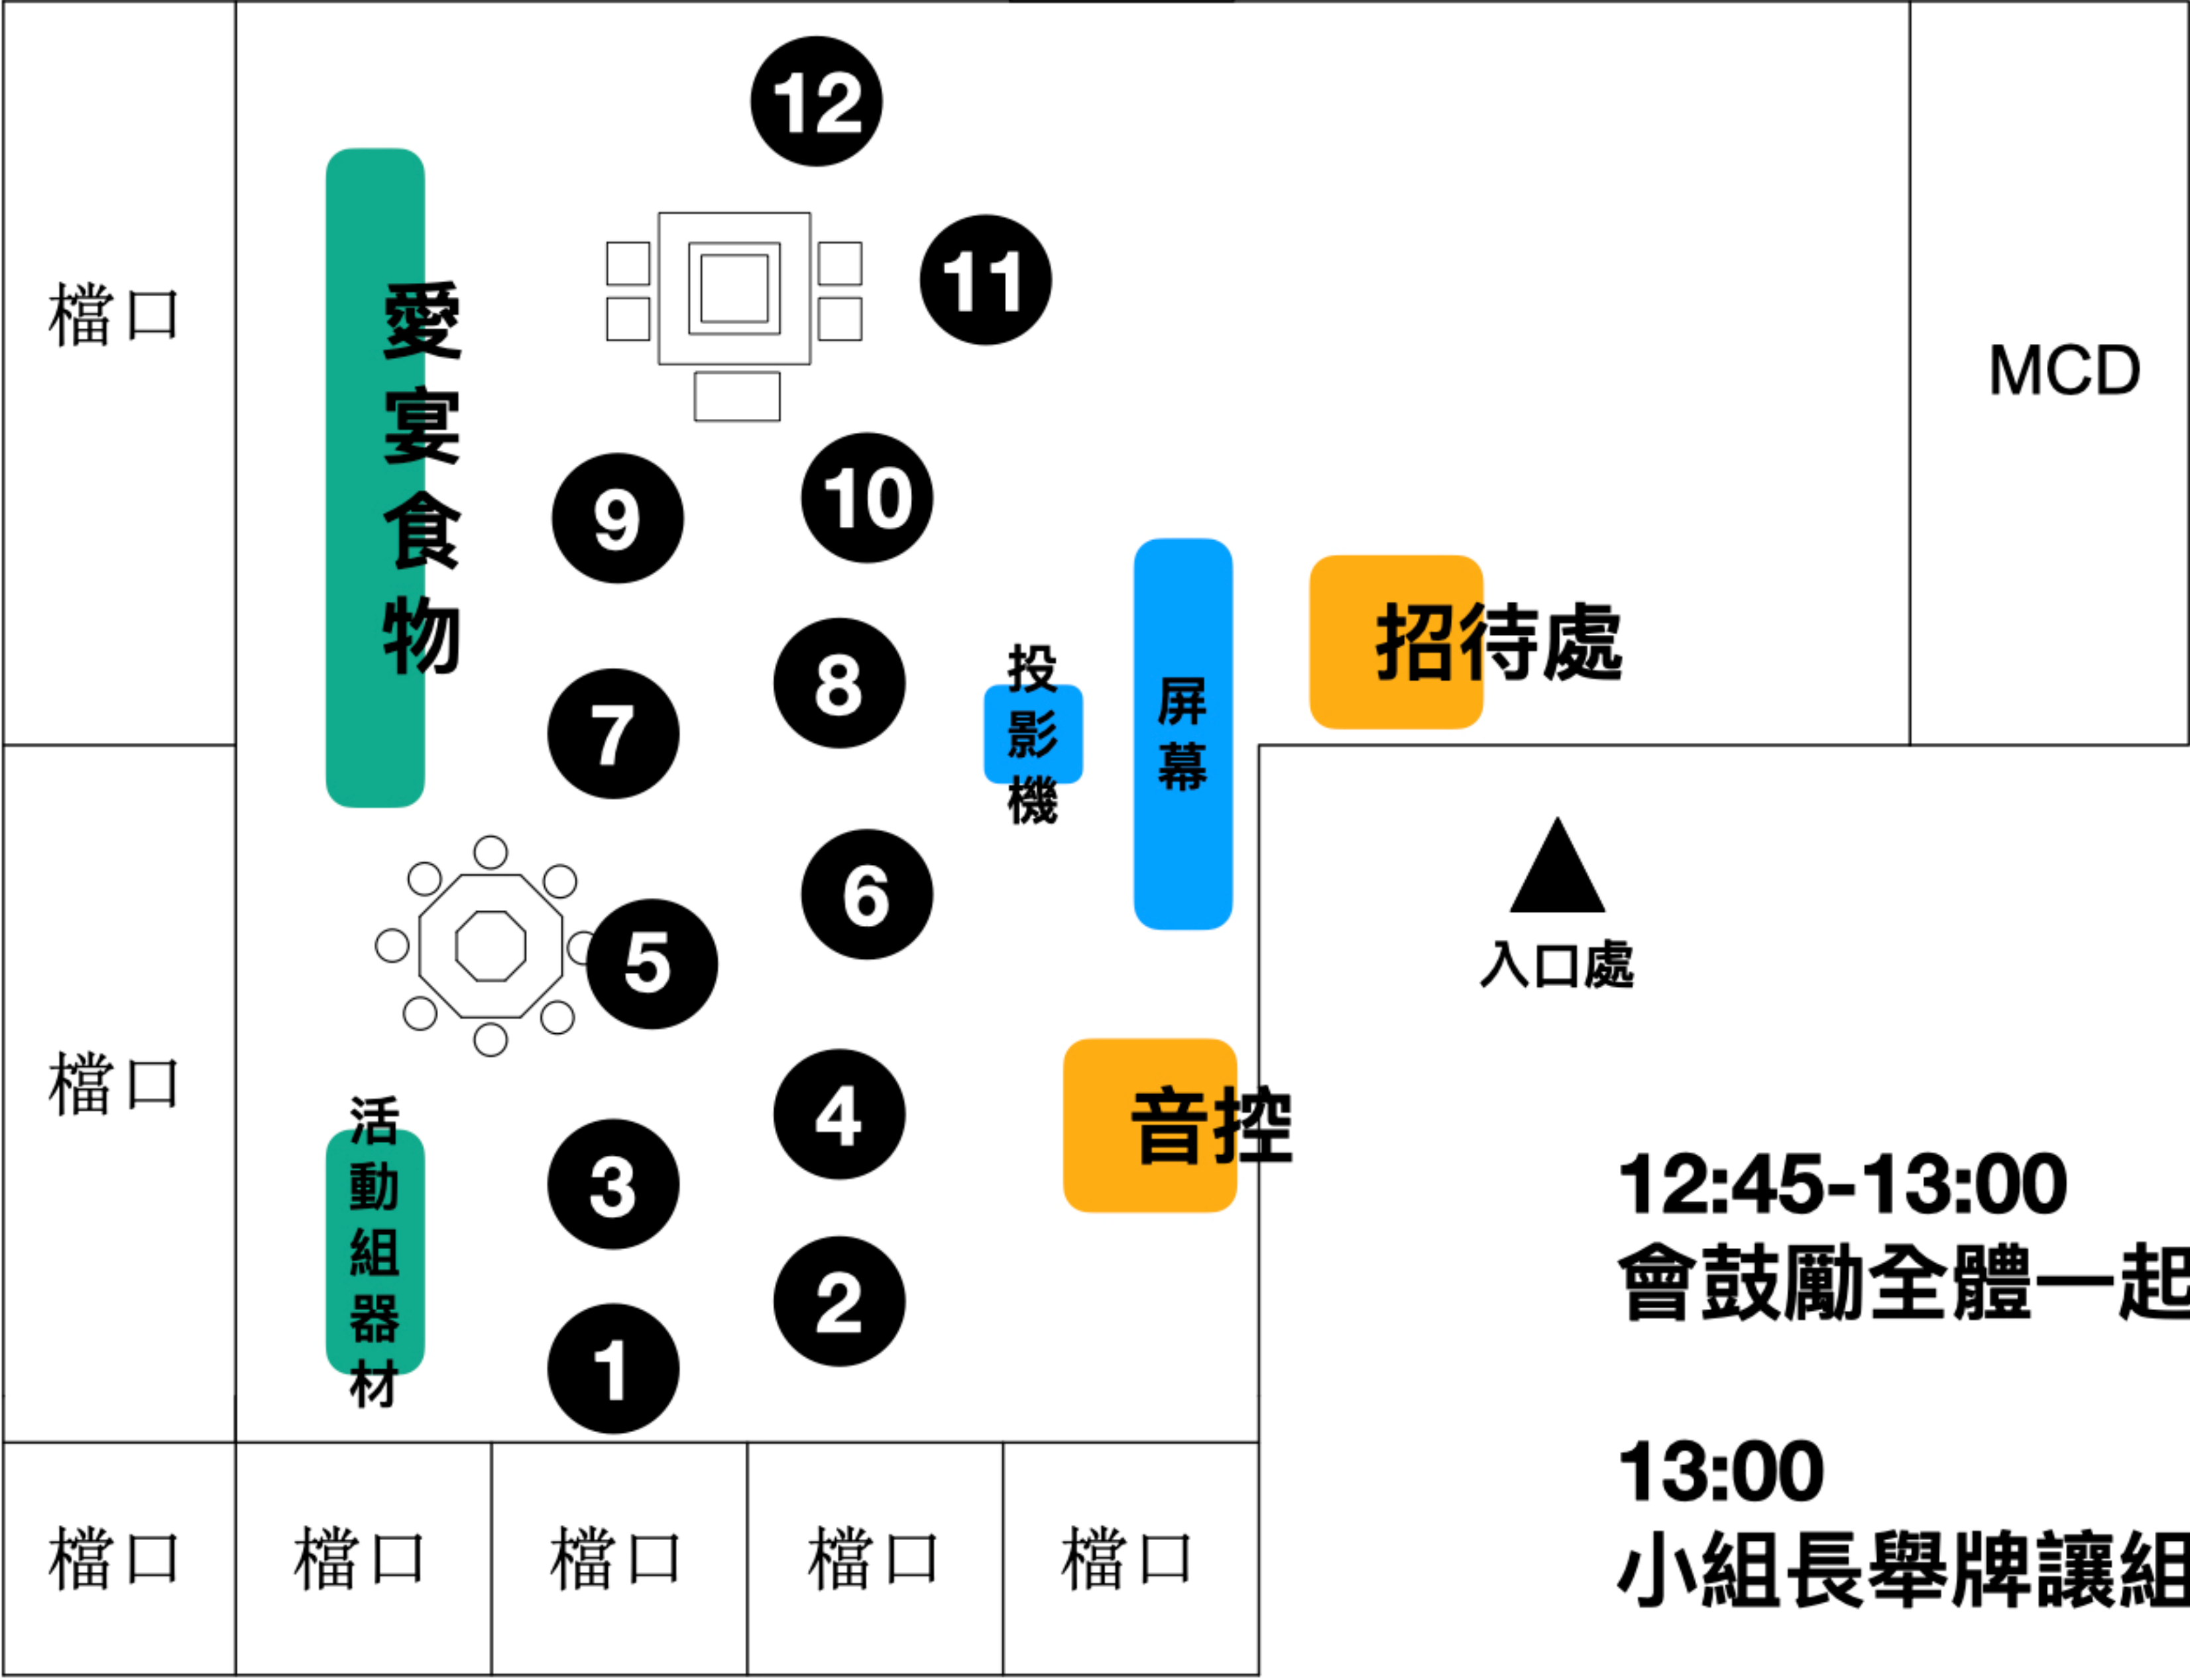 12
11
檔口
愛宴食物
MCD
10
9
招待處
8
投影機
屏幕
7
6
入口處
5
檔口
4
音控
活動組器材
3
12:45-13:00
2
會鼓勵全體一起
1
13:00
檔口
檔口
檔口
檔口
檔口
小組長舉牌讓組